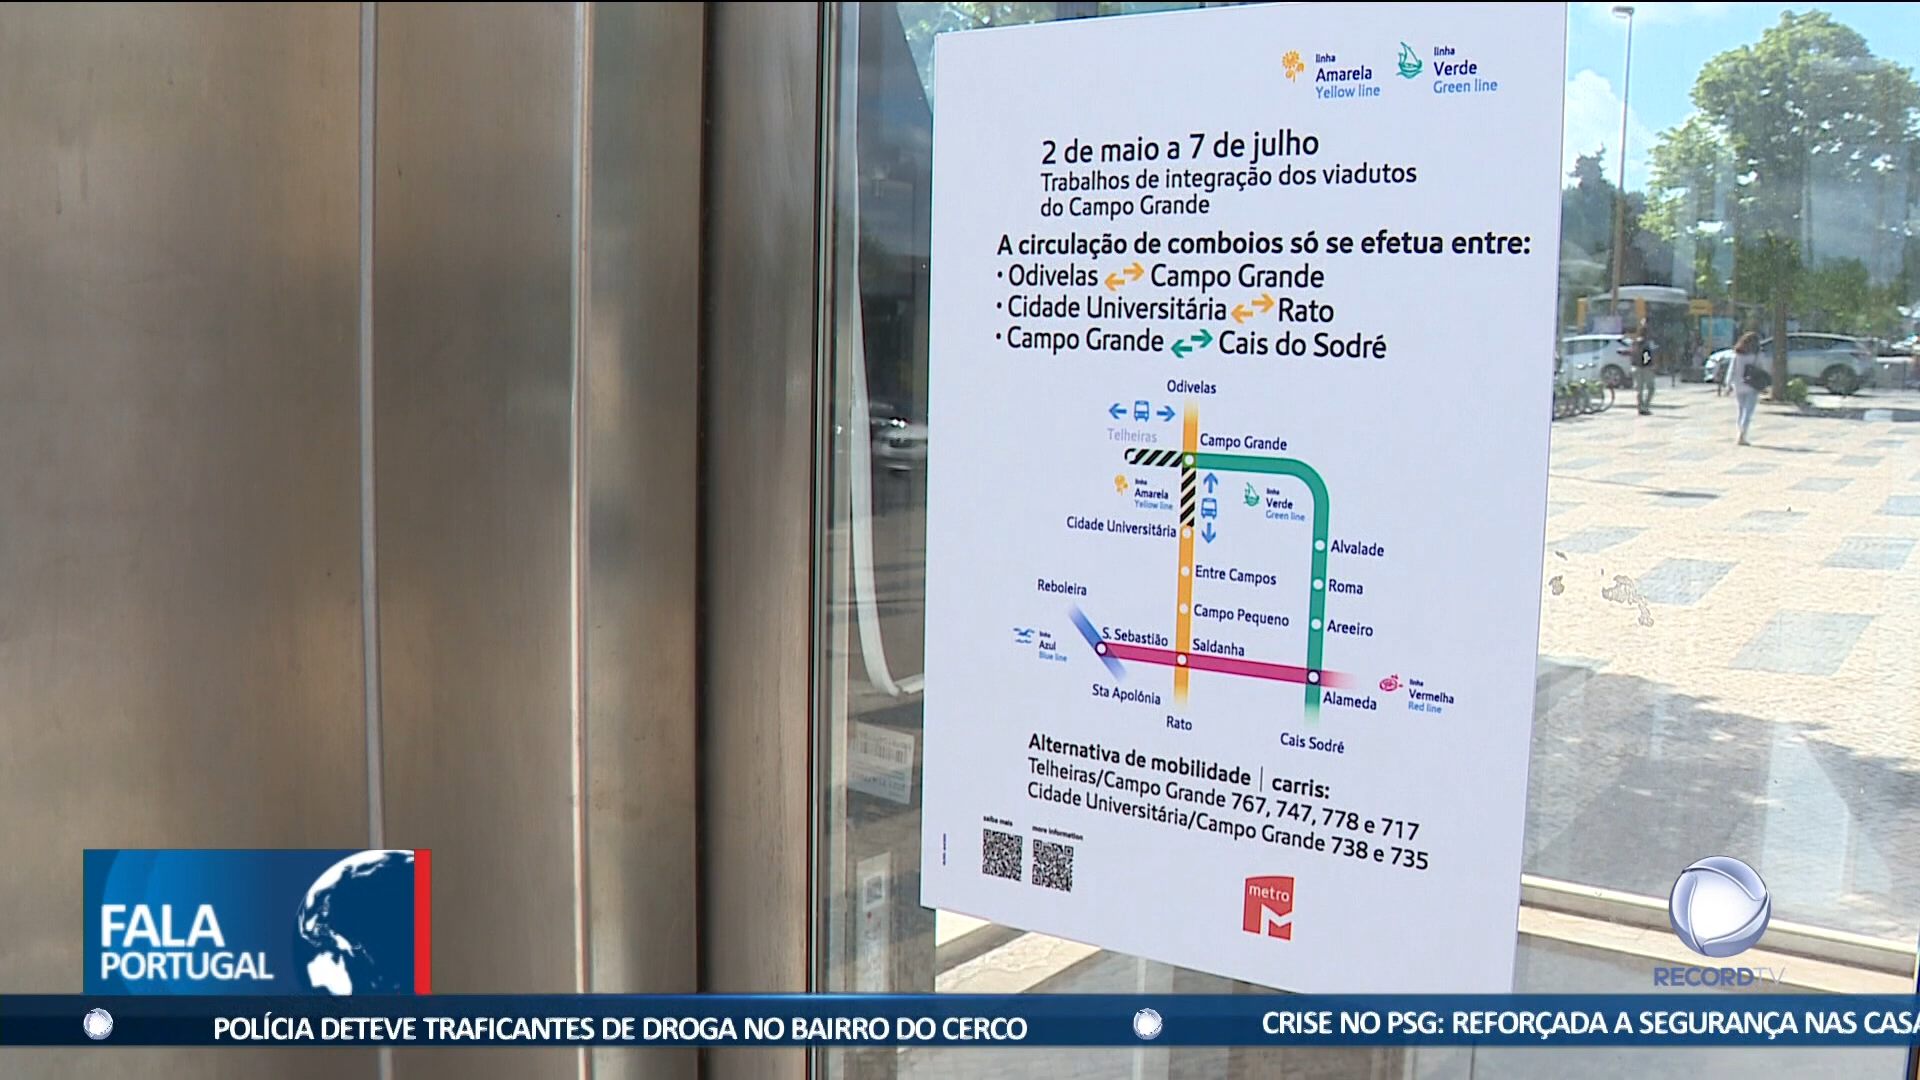 linha
Amarela
Yellow line
linha
Verde
Green line
2 de maio a 7 de julho
Trabalhos de integração dos viadutos
do Campo Grande
A circulação de comboios só se efetua entre:
• Odivelas ↔ Campo Grande
• Cidade Universitária ↔ Rato
• Campo Grande ↔ Cais do Sodré
Odivelas
Telheiras
Campo Grande
linha
Amarela
Yellow line
linha
Verde
Green line
Cidade Universitária
Alvalade
Entre Campos
Roma
Reboleira
Campo Pequeno
Areeiro
linha
Azul
Blue line
S. Sebastião
Saldanha
linha
Vermelha
Red line
Sta Apolónia
Alameda
Rato
Cais Sodré
Alternativa de mobilidade | carris:
Telheiras/Campo Grande 767, 747, 778 e 717
Cidade Universitária/Campo Grande 738 e 735
saiba mais
more information
metro
FALA
PORTUGAL
RECORD TV
POLÍCIA DETEVE TRAFICANTES DE DROGA NO BAIRRO DO CERCO
CRISE NO PSG: REFORÇADA A SEGURANÇA NAS CASA